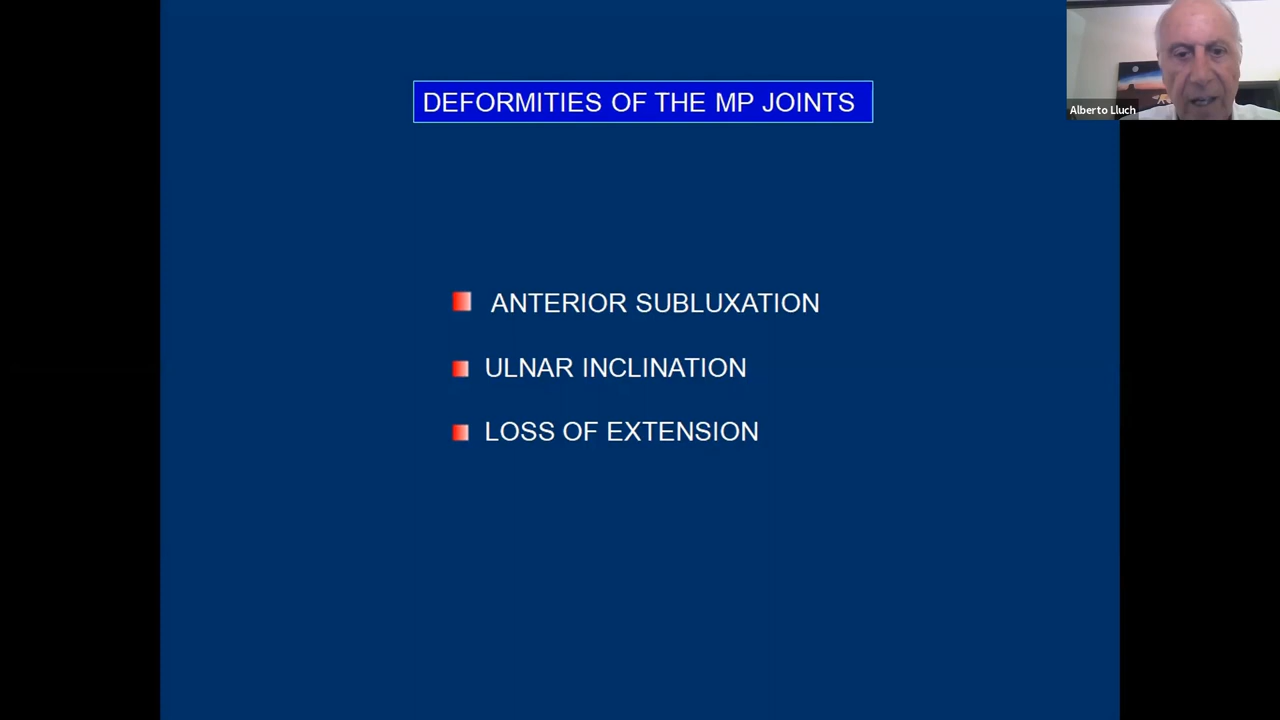 DEFORMITIES OF THE MP JOINTS
Alberto Lluch
ANTERIOR SUBLUXATION
ULNAR INCLINATION
LOSS OF EXTENSION